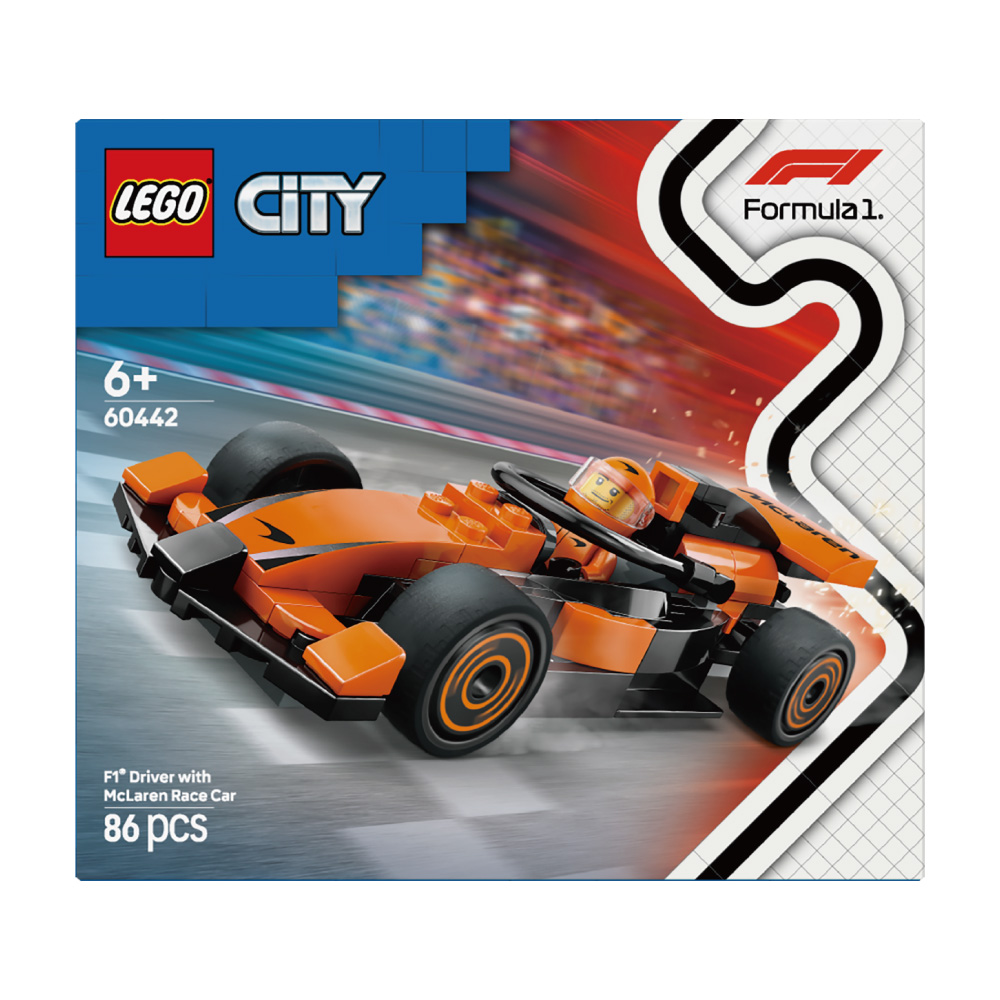 LEGO
CITY
Formula 1.
6+
60442
McLaren
F1® Driver with
McLaren Race Car
86 pcs